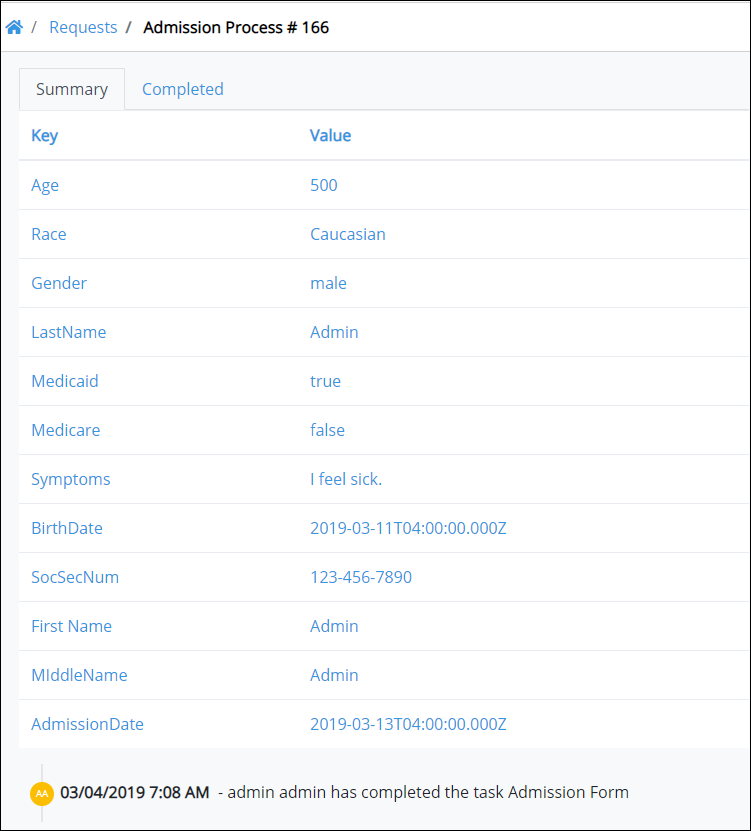 / Requests / Admission Process # 166
Summary Completed
Key Value
Age 500
Race Caucasian
Gender male
LastName Admin
Medicaid true
Medicare false
Symptoms I feel sick.
BirthDate 2019-03-11T04:00:00.000Z
SocSecNum 123-456-7890
First Name Admin
MIddleName Admin
AdmissionDate 2019-03-13T04:00:00.000Z
AA 03/04/2019 7:08 AM - admin admin has completed the task Admission Form